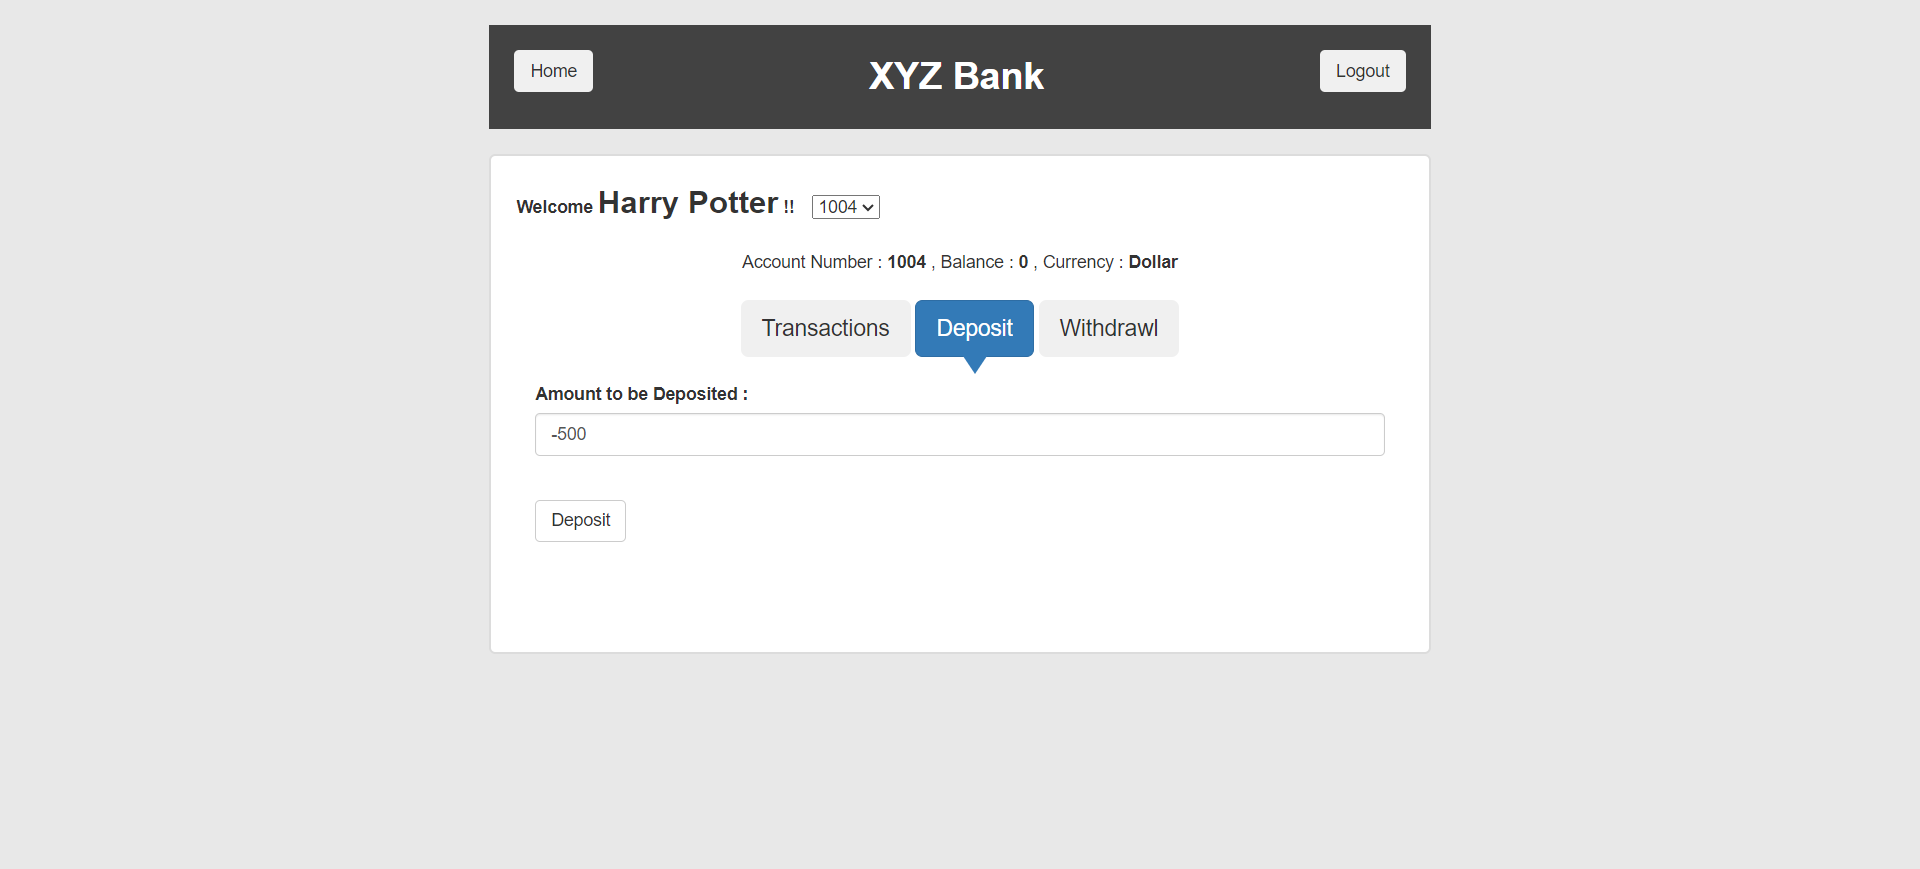 Home XYZ Bank Logout
Welcome Harry Potter !! 1004
Account Number : 1004 , Balance : 0 , Currency : Dollar
Transactions Deposit Withdrawl
Amount to be Deposited :
-500
Deposit